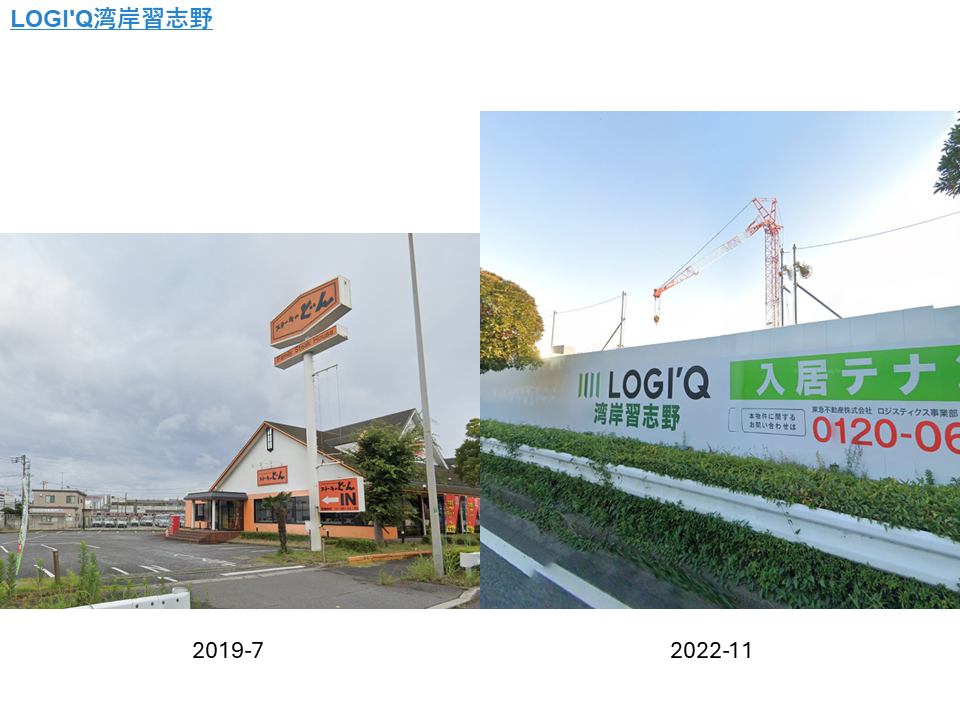 LOGI'Q湾岸習志野
ステーキのどん
Family Steak House
ステーキのどん
IN
LOGI'Q
湾岸習志野
入居テナ
本物件に関する
お問い合わせは
東急不動産株式会社 ロジスティクス事業部
0120-06
2019-7
2022-11